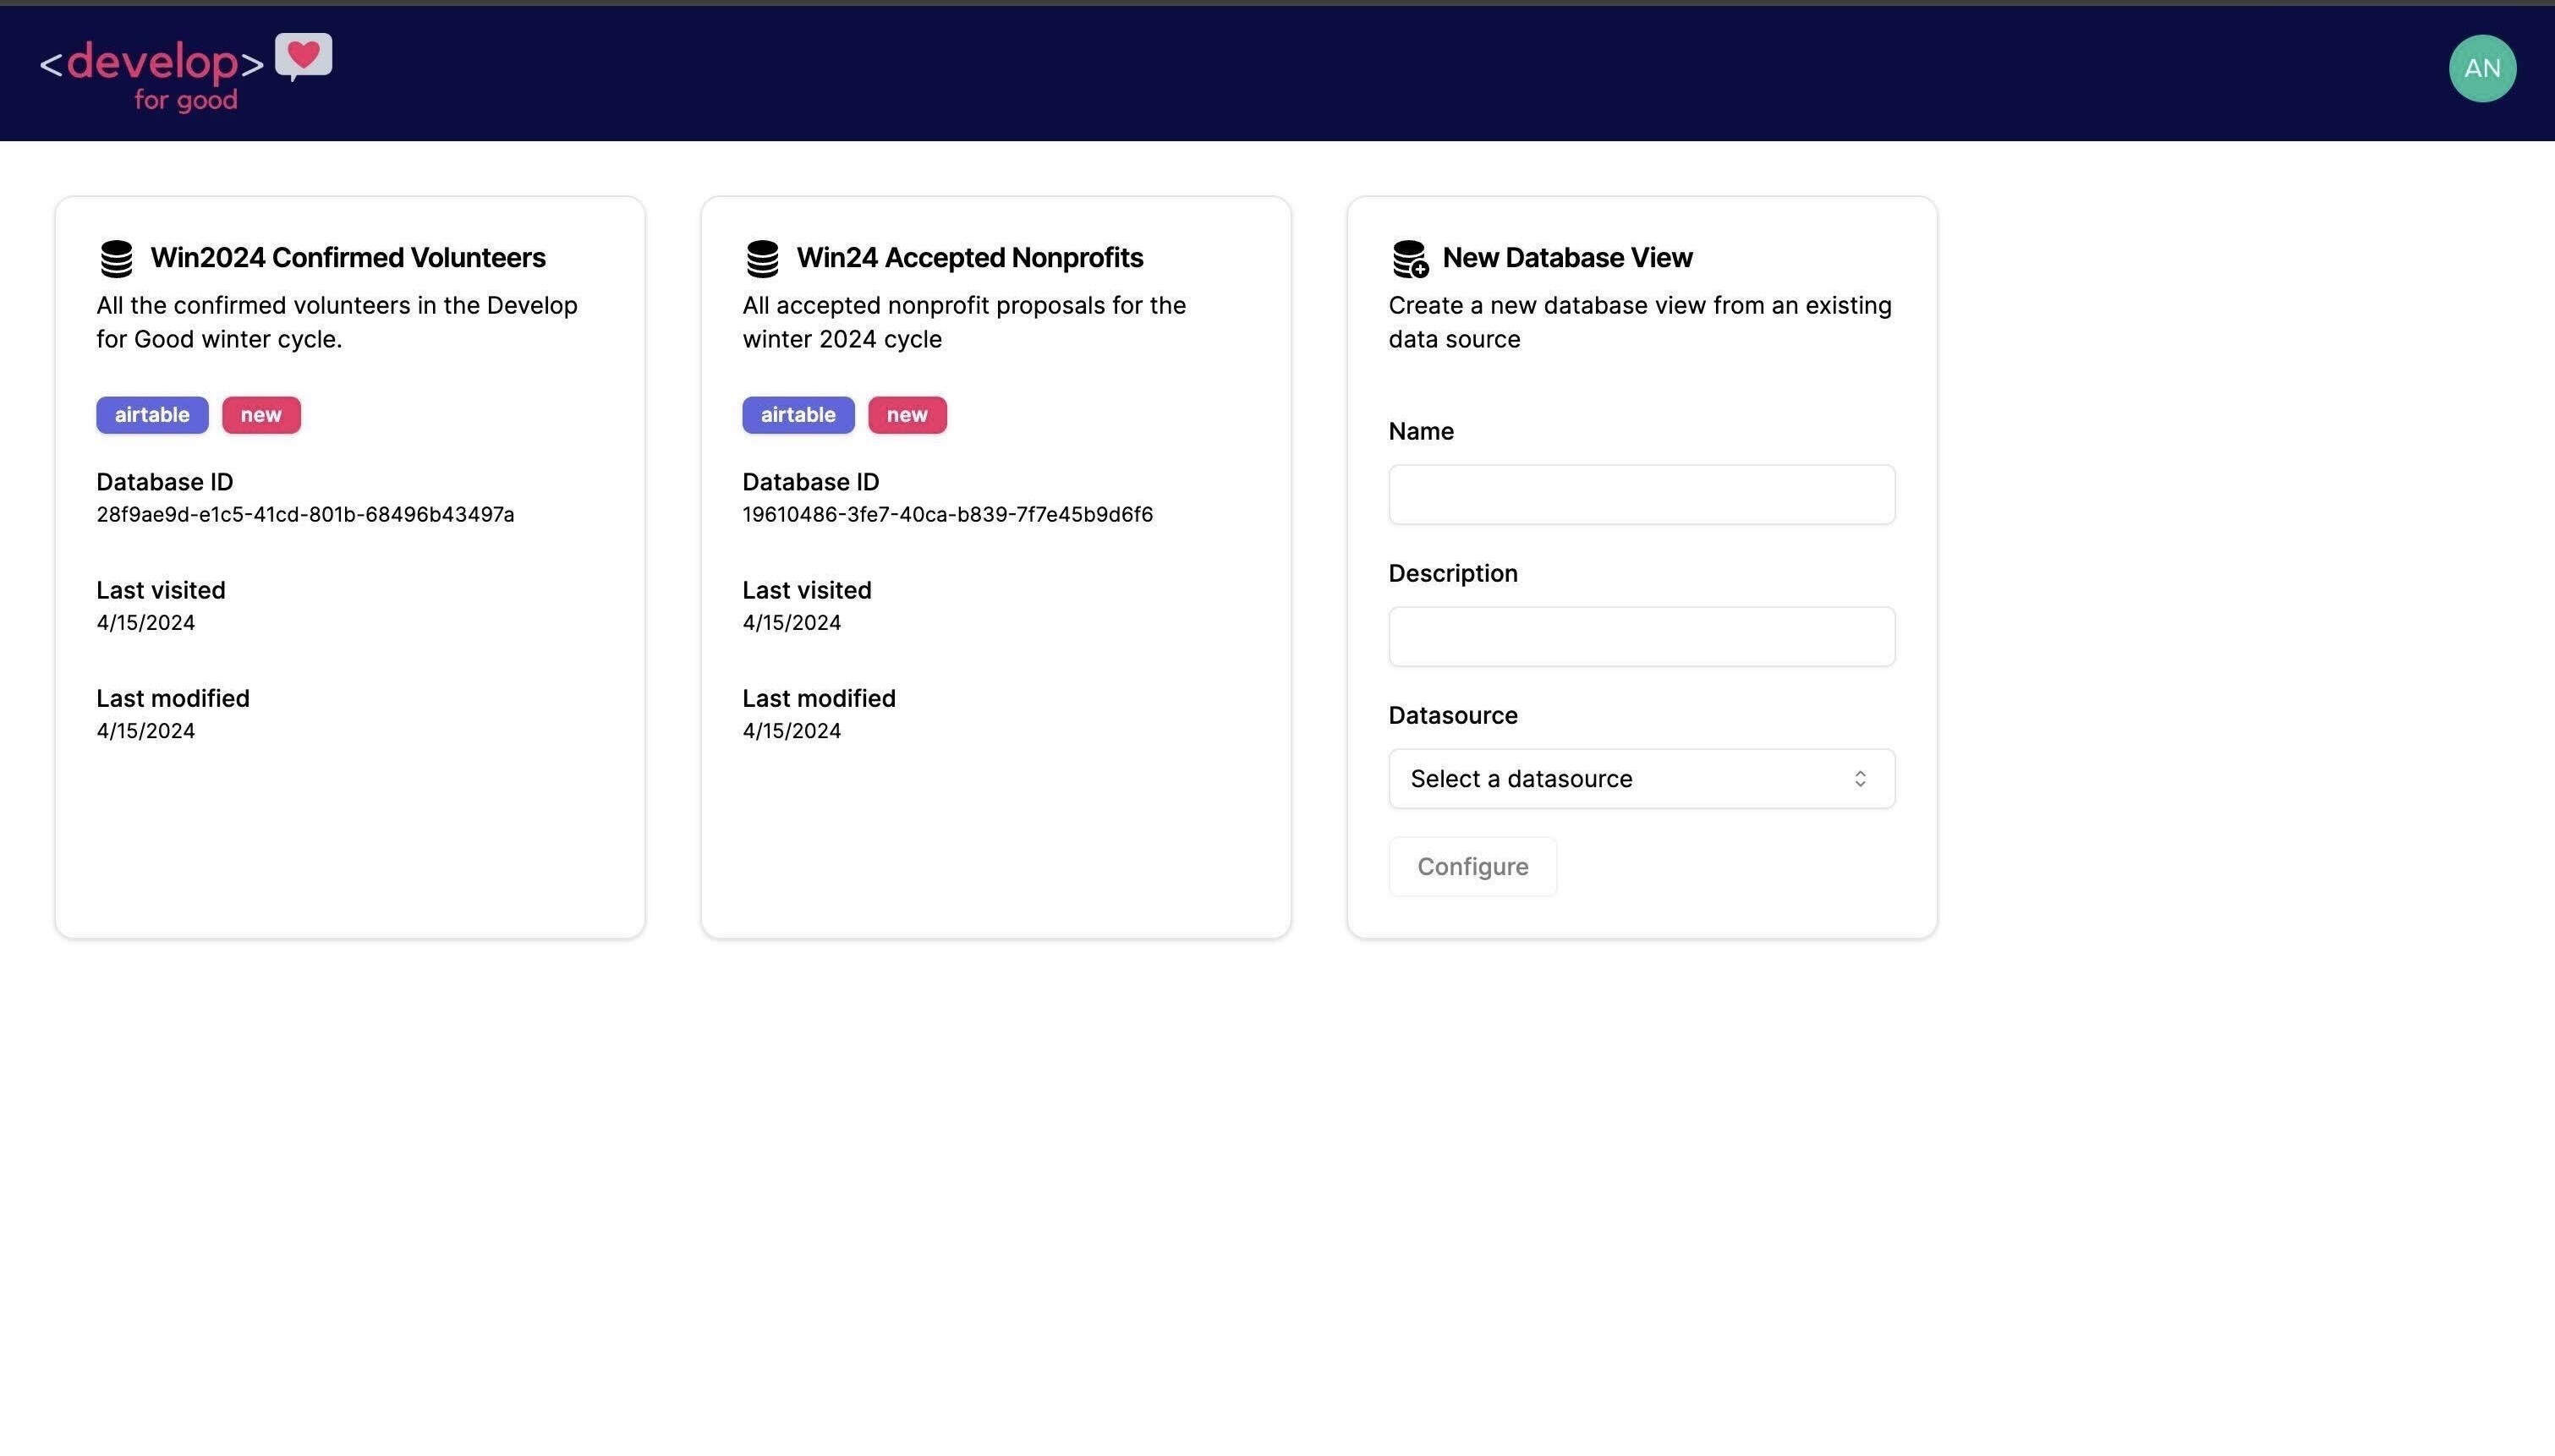 <develop>
for good
AN
Win2024 Confirmed Volunteers
All the confirmed volunteers in the Develop
for Good winter cycle.
airtable new
Database ID
28f9ae9d-e1c5-41cd-801b-68496b43497a
Last visited
4/15/2024
Last modified
4/15/2024
Win24 Accepted Nonprofits
All accepted nonprofit proposals for the
winter 2024 cycle
airtable new
Database ID
19610486-3fe7-40ca-b839-7f7e45b9d6f6
Last visited
4/15/2024
Last modified
4/15/2024
New Database View
Create a new database view from an existing
data source
Name
Description
Datasource
Select a datasource
Configure